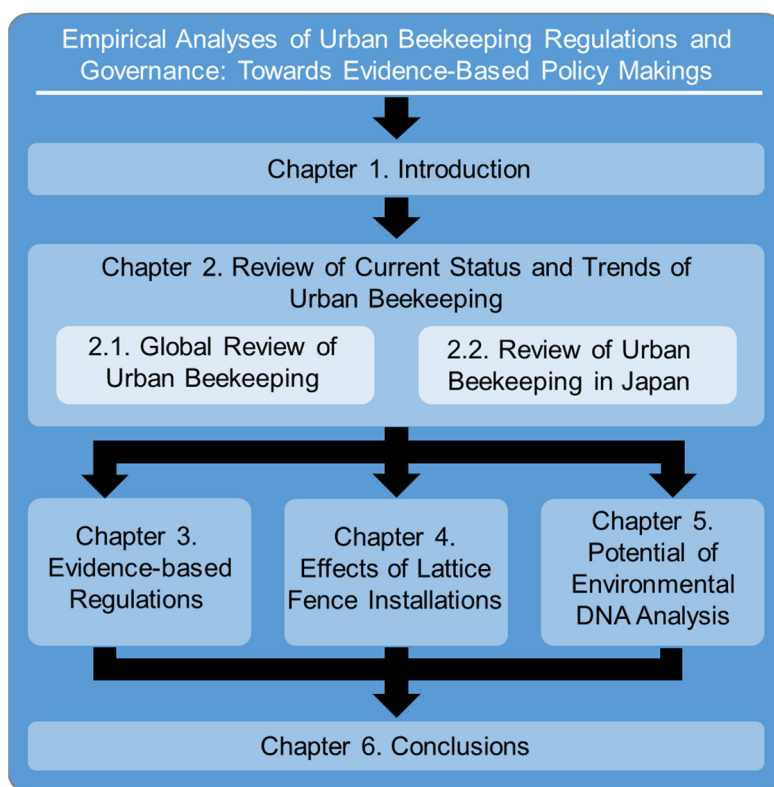 Empirical Analyses of Urban Beekeeping Regulations and
Governance: Towards Evidence-Based Policy Makings
Chapter 1. Introduction
Chapter 2. Review of Current Status and Trends of
Urban Beekeeping
2.1. Global Review of
Urban Beekeeping
2.2. Review of Urban
Beekeeping in Japan
Chapter 3.
Evidence-based
Regulations
Chapter 4.
Effects of Lattice
Fence Installations
Chapter 5.
Potential of
Environmental
DNA Analysis
Chapter 6. Conclusions